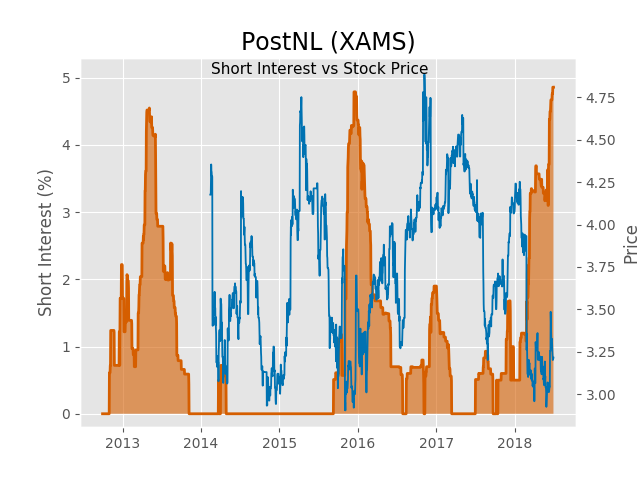 PostNL (XAMS)
Short Interest vs Stock Price
Short Interest (%)
5
4
3
2
1
0
4.75
4.50
4.25
4.00
3.75
3.50
3.25
3.00
Price
2013 2014 2015 2016 2017 2018